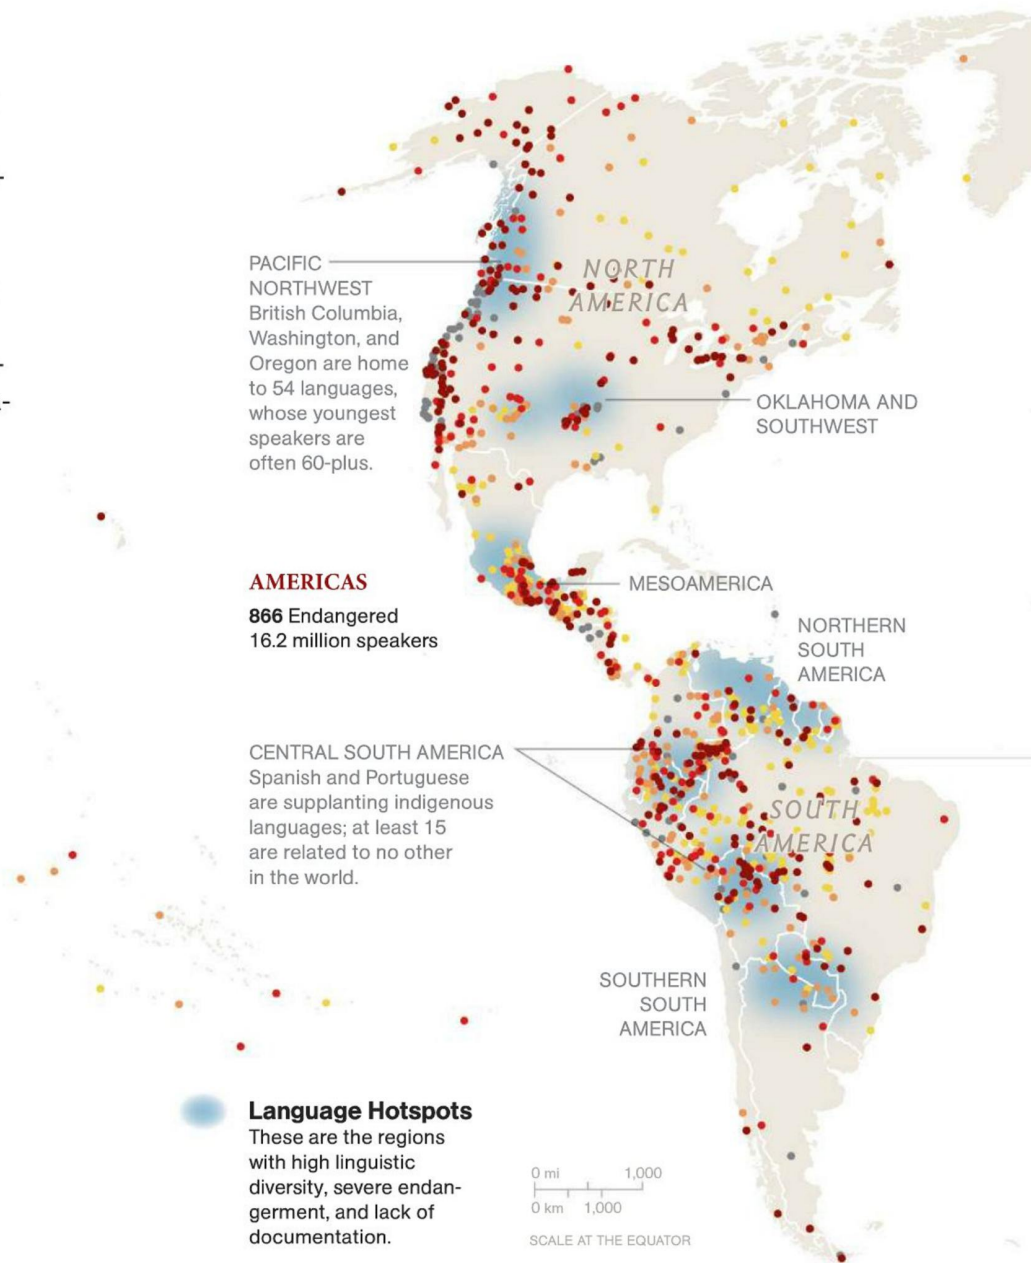 PACIFIC
NORTHWEST
British Columbia,
Washington, and
Oregon are home
to 54 languages,
whose youngest
speakers are
often 60-plus.
NORTH
AMERICA
OKLAHOMA AND
SOUTHWEST
AMERICAS
866 Endangered
16.2 million speakers
MESOAMERICA
NORTHERN
SOUTH
AMERICA
CENTRAL SOUTH AMERICA
Spanish and Portuguese
are supplanting indigenous
languages; at least 15
are related to no other
in the world.
SOUTH
AMERICA
SOUTHERN
SOUTH
AMERICA
Language Hotspots
These are the regions
with high linguistic
diversity, severe endan-
germent, and lack of
documentation.
0 mi 1,000
0 km 1,000
SCALE AT THE EQUATOR